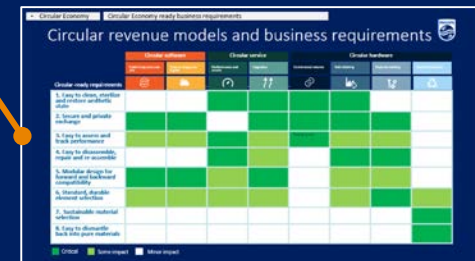 Circular Economy
Circular Economy ready business requirements
Circular revenue models and business requirements
Circular software
Circular service
Circular hardware
Circular ready requirements
1. Easy to clean, sterilize
and restore aesthetic
state
2. Secure and private
exchange
3. Easy to assess and
track performance
4. Easy to disassemble,
repair and re-assemble
5. Modular design for
forward and backward
compatibility
6. Standard, durable
element selection
7. Sustainable material
selection
8. Easy to dismantle
back into pure materials
Critical
Some impact
Minor impact